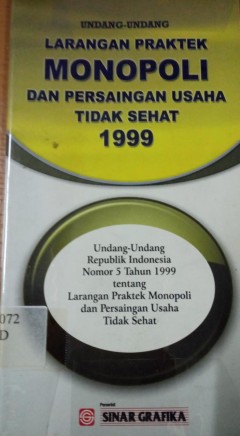 UNDANG-UNDANG
LARANGAN PRAKTEK
MONOPOLI
DAN PERSAINGAN USAHA
TIDAK SEHAT
1999
Undang-Undang
Republik Indonesia
Nomor 5 Tahun 1999
tentang
Larangan Praktek Monopoli
dan Persaingan Usaha
Tidak Sehat
072
D
Penerbit
SINAR GRAFIKA